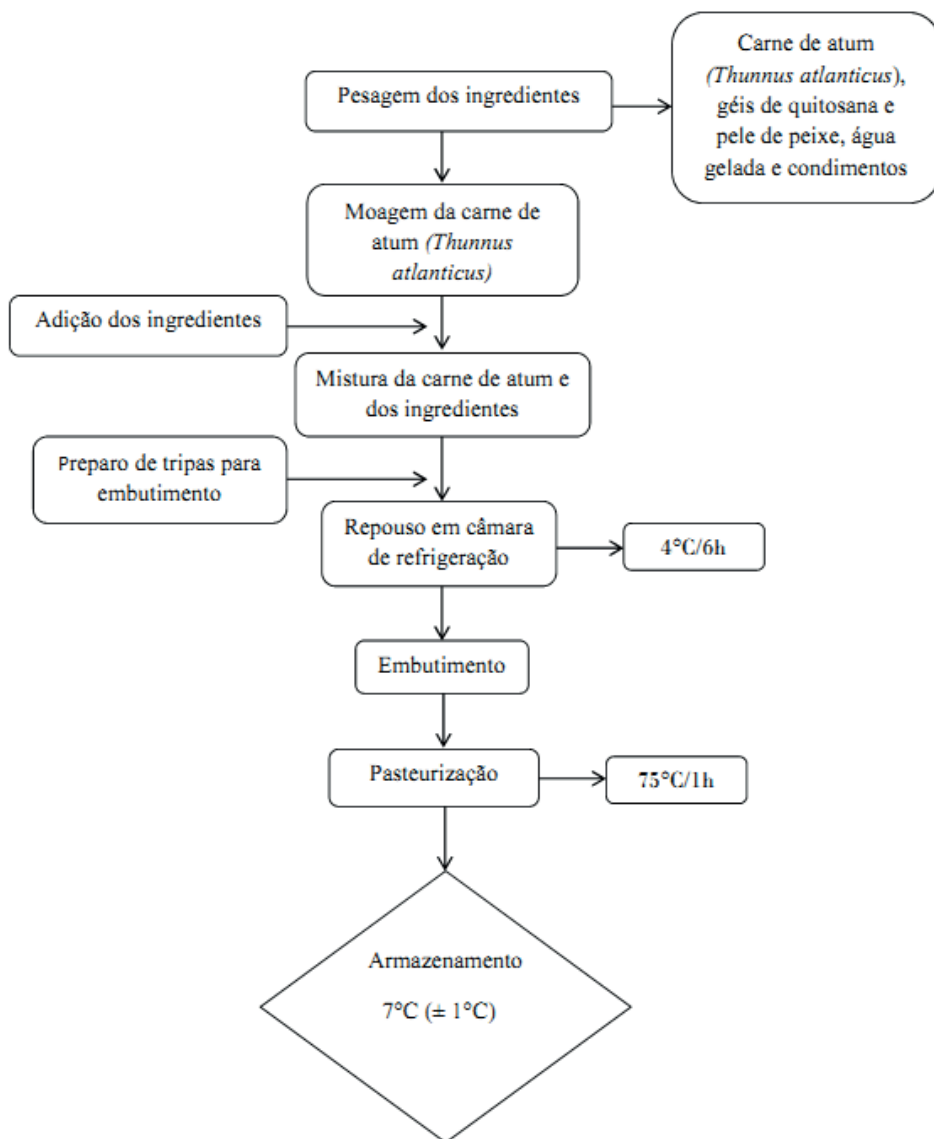 Pesagem dos ingredientes
Carne de atum
(Thunnus atlanticus),
géis de quitosana e
pele de peixe, água
gelada e condimentos
Moagem da carne de
atum (Thunnus
atlanticus)
Adição dos ingredientes
Mistura da carne de atum e
dos ingredientes
Preparo de tripas para
embutimento
Repouso em câmara
de refrigeração
4°C/6h
Embutimento
Pasteurização
75°C/1h
Armazenamento
7°C (± 1°C)